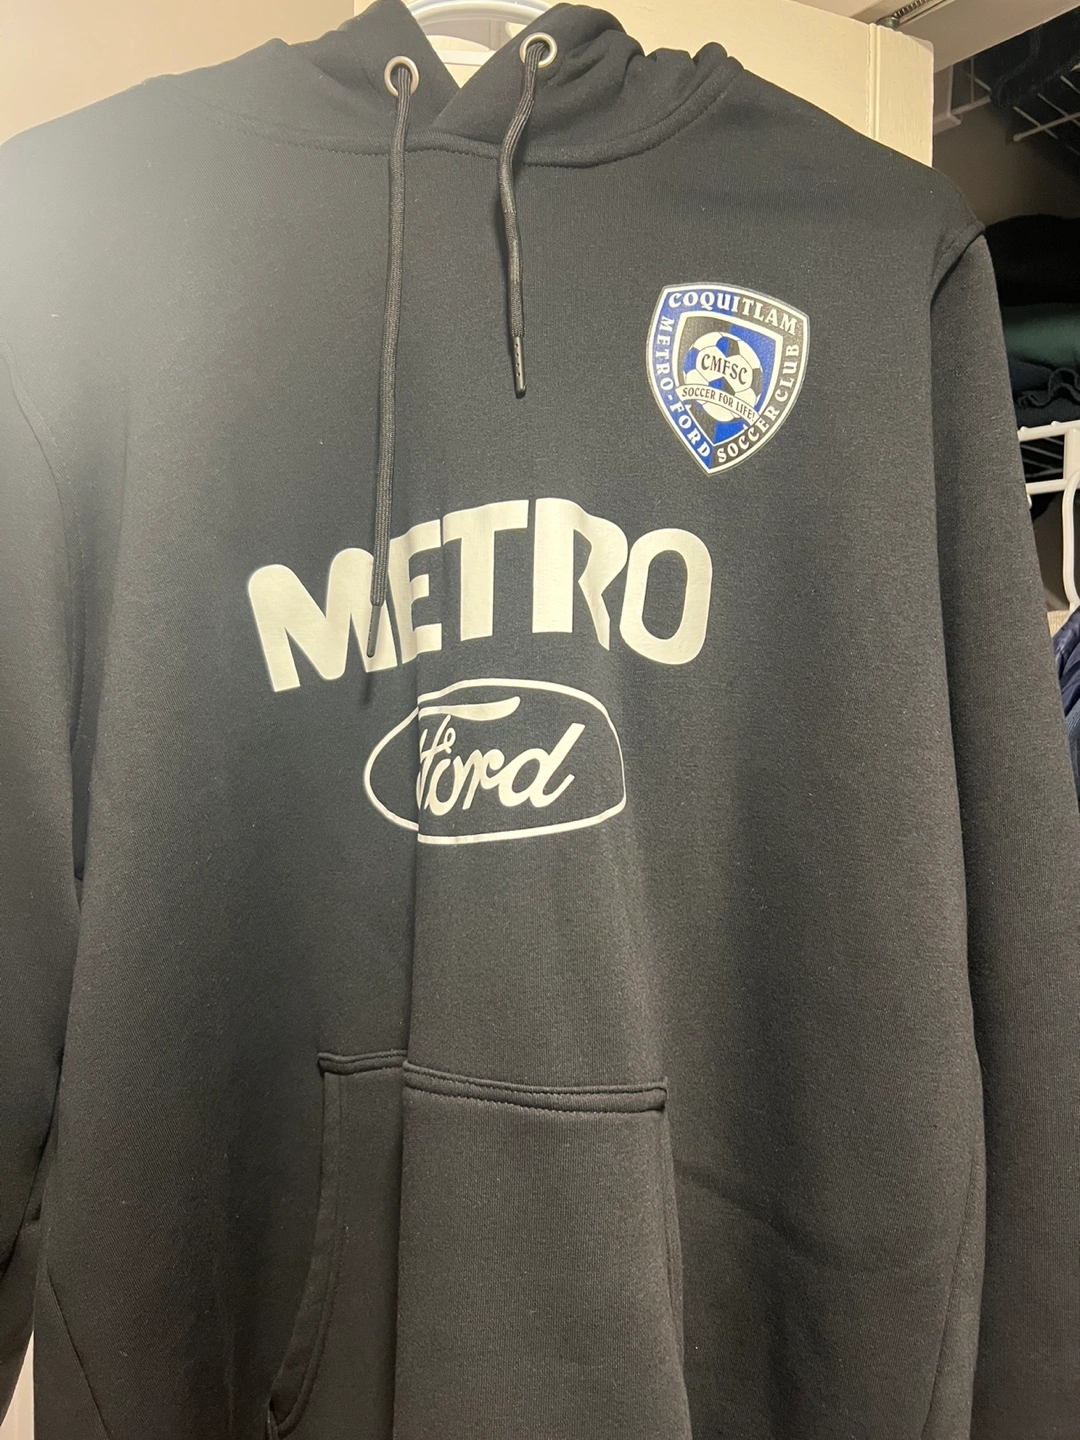 COQUITLAM
METRO-FORD
SOCCER CLUB
CMFSC
SOCCER FOR LIFE!
METRO
Ford